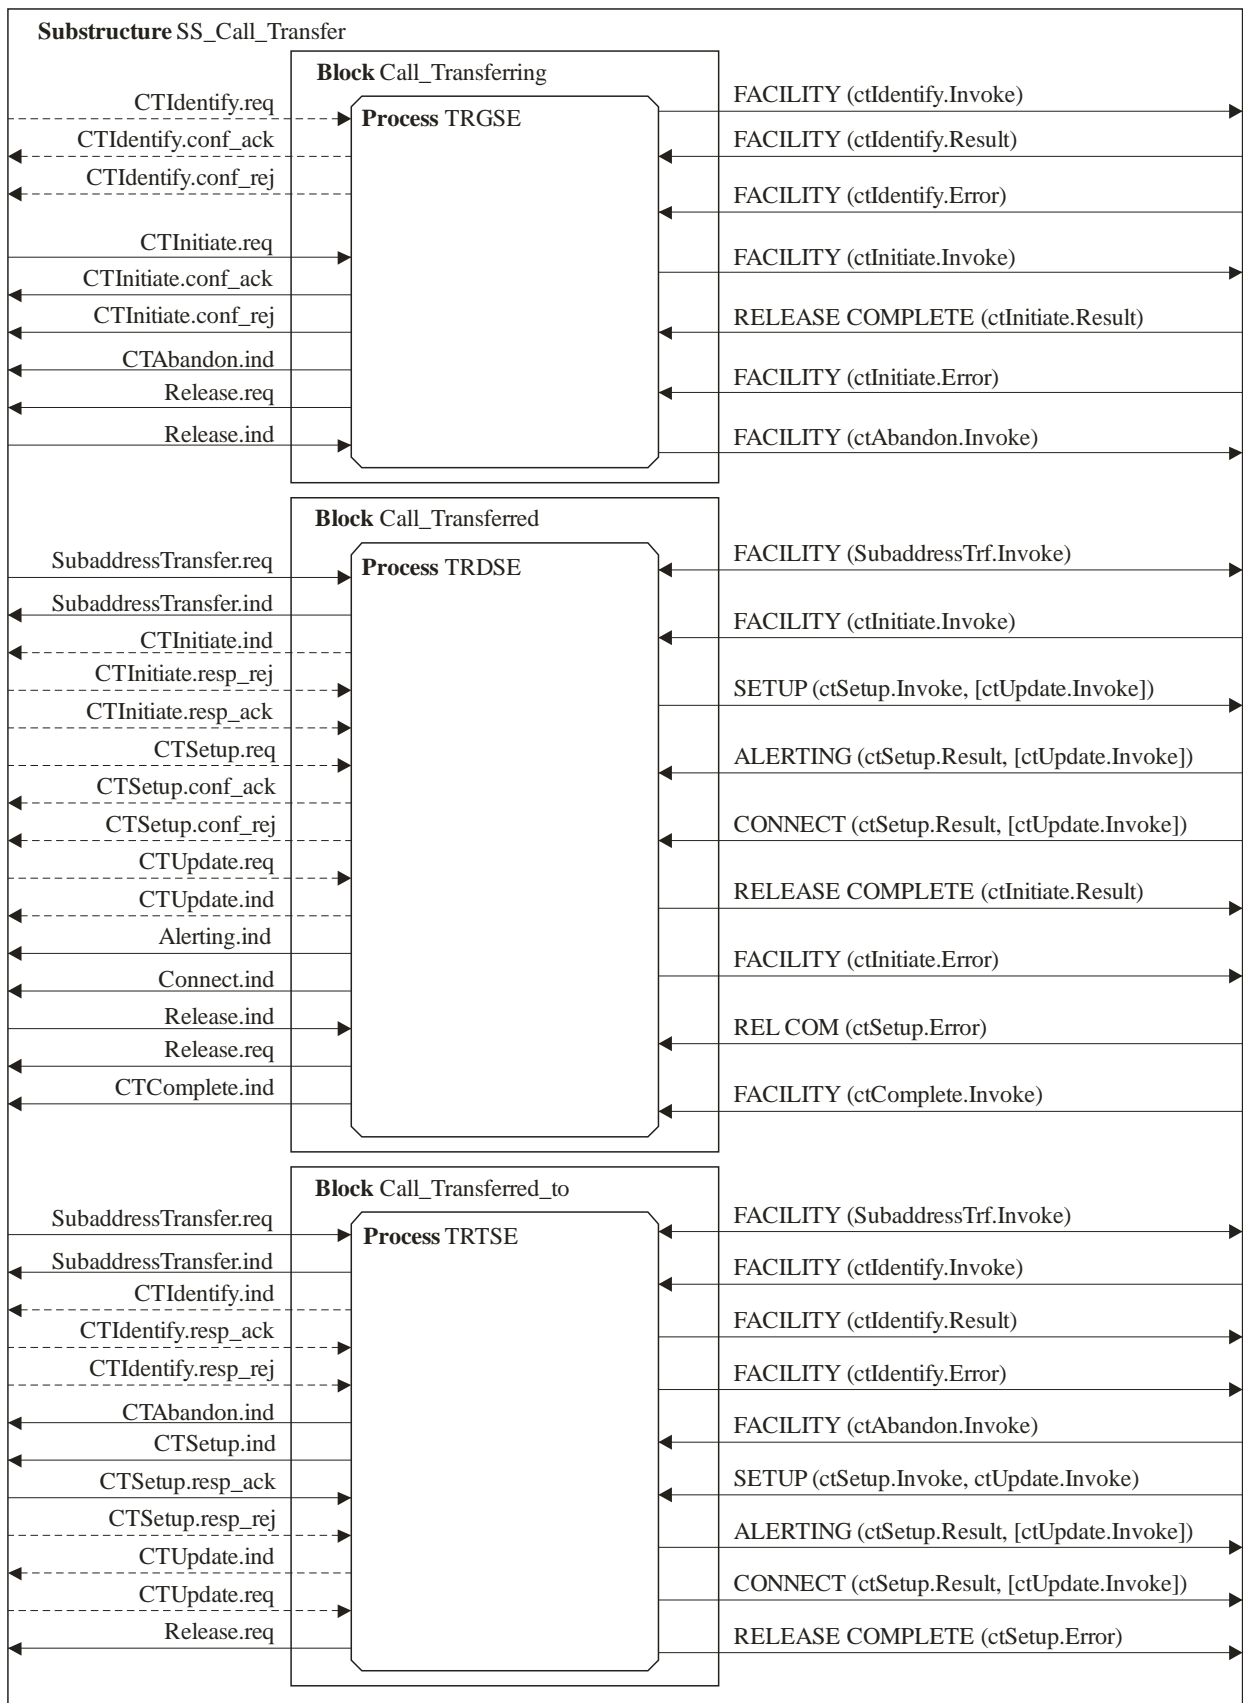 Substructure SS_Call_Transfer
Block Call_Transferring
Process TRGSE
CTIdentify.req
CTIdentify.conf_ack
CTIdentify.conf_rej
CTInitiate.req
CTInitiate.conf_ack
CTInitiate.conf_rej
CTAbandon.ind
Release.req
Release.ind
FACILITY (ctIdentify.Invoke)
FACILITY (ctIdentify.Result)
FACILITY (ctIdentify.Error)
FACILITY (ctInitiate.Invoke)
RELEASE COMPLETE (ctInitiate.Result)
FACILITY (ctInitiate.Error)
FACILITY (ctAbandon.Invoke)
Block Call_Transferred
Process TRDSE
SubaddressTransfer.req
SubaddressTransfer.ind
CTInitiate.ind
CTInitiate.resp_rej
CTInitiate.resp_ack
CTSetup.req
CTSetup.conf_ack
CTSetup.conf_rej
CTUpdate.req
CTUpdate.ind
Alerting.ind
Connect.ind
Release.ind
Release.req
CTComplete.ind
FACILITY (SubaddressTrf.Invoke)
FACILITY (ctInitiate.Invoke)
SETUP (ctSetup.Invoke, [ctUpdate.Invoke])
ALERTING (ctSetup.Result, [ctUpdate.Invoke])
CONNECT (ctSetup.Result, [ctUpdate.Invoke])
RELEASE COMPLETE (ctInitiate.Result)
FACILITY (ctInitiate.Error)
REL COM (ctSetup.Error)
FACILITY (ctComplete.Invoke)
Block Call_Transferred_to
Process TRTSE
SubaddressTransfer.req
SubaddressTransfer.ind
CTIdentify.ind
CTIdentify.resp_ack
CTIdentify.resp_rej
CTAbandon.ind
CTSetup.ind
CTSetup.resp_ack
CTSetup.resp_rej
CTUpdate.ind
CTUpdate.req
Release.req
FACILITY (SubaddressTrf.Invoke)
FACILITY (ctIdentify.Invoke)
FACILITY (ctIdentify.Result)
FACILITY (ctIdentify.Error)
FACILITY (ctAbandon.Invoke)
SETUP (ctSetup.Invoke, ctUpdate.Invoke)
ALERTING (ctSetup.Result, [ctUpdate.Invoke])
CONNECT (ctSetup.Result, [ctUpdate.Invoke])
RELEASE COMPLETE (ctSetup.Error)